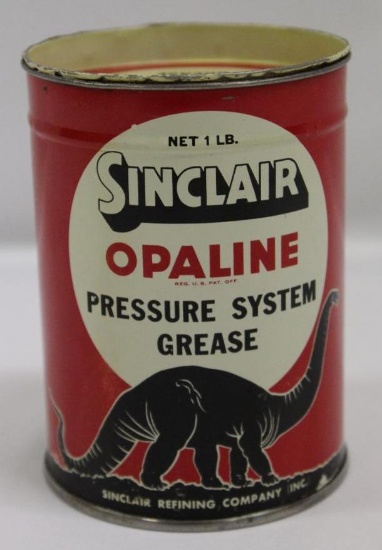 NET 1 LB.
SINCLAIR
OPALINE
REG. U.S. PAT. OFF.
PRESSURE SYSTEM
GREASE
SINCLAIR REFINING COMPANY INC.